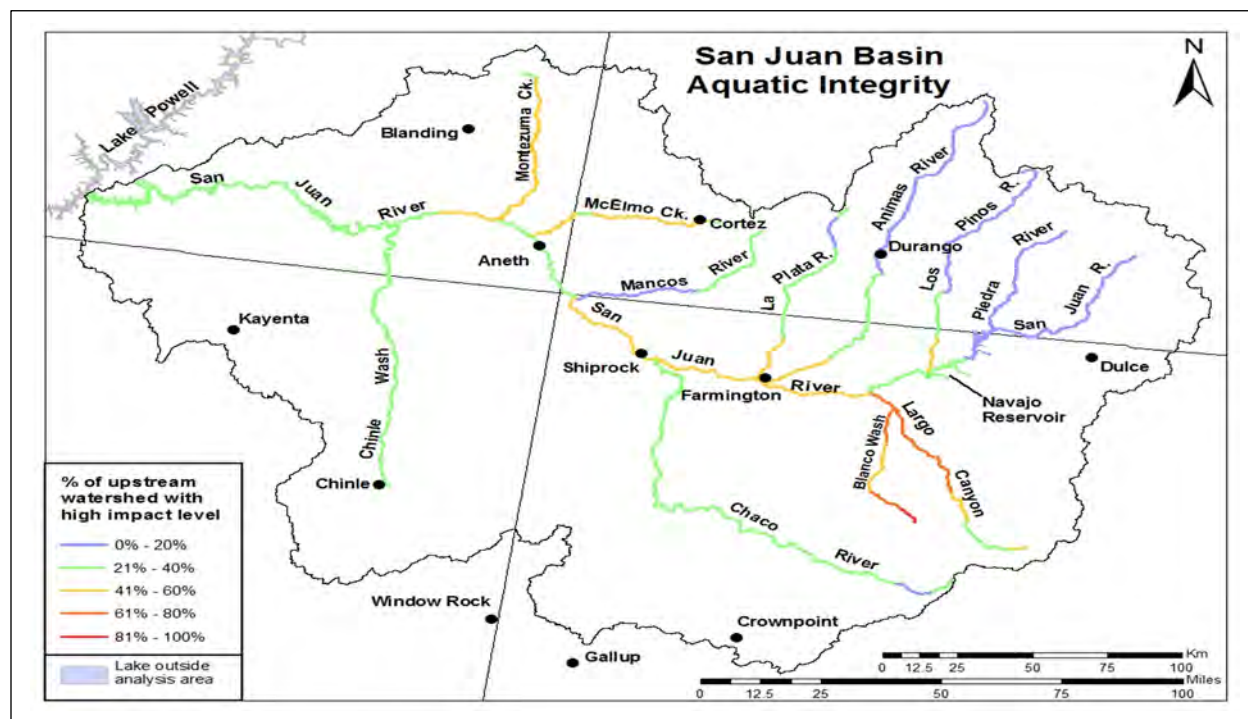 San Juan Basin
Aquatic Integrity
N
Lake Powell
Blanding
Montezuma Ck.
San Juan River
McElmo Ck.
Cortez
Aneth
Mancos River
La Plata R.
Animas River
Durango
Los Pinos R.
Piedra River
San Juan R.
Kayenta
San Juan River
Shiprock
Farmington
Dulce
Navajo
Reservoir
Chinle Wash
Largo Canyon
Blanco Wash
Chinle
Chaco River
Window Rock
Crownpoint
Gallup
% of upstream
watershed with
high impact level
0% - 20%
21% - 40%
41% - 60%
61% - 80%
81% - 100%
Lake outside
analysis area
Km
0 12.5 25 50 75 100
Miles
0 12.5 25 50 75 100